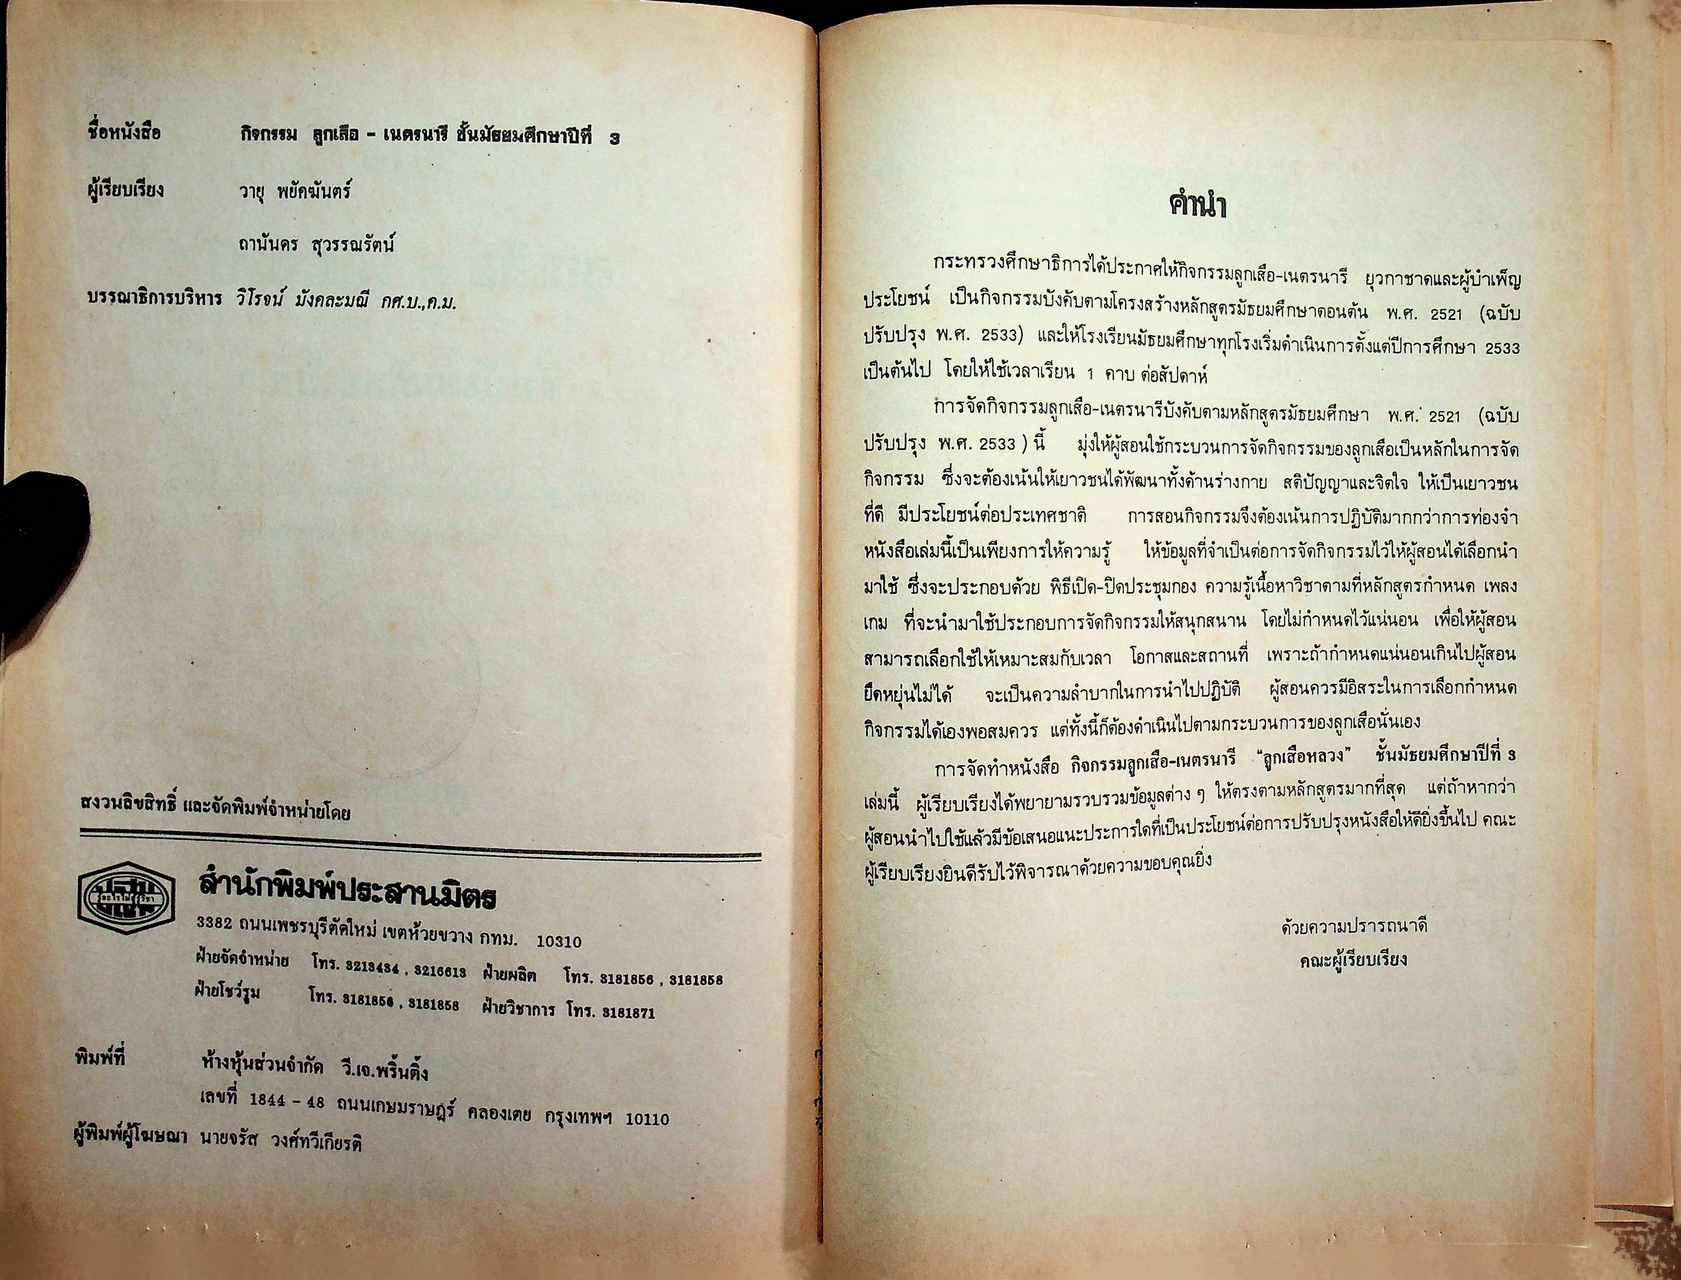 ชื่อหนังสือ กิจกรรม ลูกเสือ - เนตรนารี ชั้นมัธยมศึกษาปีที่ 3
ผู้เรียบเรียง วายุ พยัคฆันตร์
ถานันดร สุวรรณรัตน์
บรรณาธิการบริหาร วิโรจน์ มังคละมณี กศ.บ.,ค.ม.
สงวนลิขสิทธิ์ และจัดพิมพ์จำหน่ายโดย
สำนักพิมพ์ประสานมิตร
3382 ถนนเพชรบุรีตัดใหม่ เขตห้วยขวาง กทม. 10310
ฝ่ายจัดจำหน่าย โทร. 3213434 , 3216613 ฝ่ายผลิต โทร. 3181856 , 3181858
ฝ่ายโชว์รูม โทร. 3181856 , 3181858 ฝ่ายวิชาการ โทร. 3181871
พิมพ์ที่ ห้างหุ้นส่วนจำกัด วี.เจ.พริ้นติ้ง
เลขที่ 1844 - 48 ถนนเกษมราษฎร์ คลองเตย กรุงเทพฯ 10110
ผู้พิมพ์ผู้โฆษณา นายจรัส วงศ์ทวีเกียรติ
คำนำ
กระทรวงศึกษาธิการได้ประกาศให้กิจกรรมลูกเสือ-เนตรนารี ยุวกาชาดและผู้บำเพ็ญ
ประโยชน์ เป็นกิจกรรมบังคับตามโครงสร้างหลักสูตรมัธยมศึกษาตอนต้น พ.ศ. 2521 (ฉบับ
ปรับปรุง พ.ศ. 2533) และให้โรงเรียนมัธยมศึกษาทุกโรงเริ่มดำเนินการตั้งแต่ปีการศึกษา 2533
เป็นต้นไป โดยให้ใช้เวลาเรียน 1 คาบ ต่อสัปดาห์
การจัดกิจกรรมลูกเสือ-เนตรนารีบังคับตามหลักสูตรมัธยมศึกษา พ.ศ. 2521 (ฉบับ
ปรับปรุง พ.ศ. 2533 ) นี้ มุ่งให้ผู้สอนใช้กระบวนการจัดกิจกรรมของลูกเสือเป็นหลักในการจัด
กิจกรรม ซึ่งจะต้องเน้นให้เยาวชนได้พัฒนาทั้งด้านร่างกาย สติปัญญาและจิตใจ ให้เป็นเยาวชน
ที่ดี มีประโยชน์ต่อประเทศชาติ การสอนกิจกรรมจึงต้องเน้นการปฏิบัติมากกว่าการท่องจำ
หนังสือเล่มนี้เป็นเพียงการให้ความรู้ ให้ข้อมูลที่จำเป็นต่อการจัดกิจกรรมไว้ให้ผู้สอนได้เลือกนำ
มาใช้ ซึ่งจะประกอบด้วย พิธีเปิด-ปิดประชุมกอง ความรู้เนื้อหาวิชาตามที่หลักสูตรกำหนด เพลง
เกม ที่จะนำมาใช้ประกอบการจัดกิจกรรมให้สนุกสนาน โดยไม่กำหนดไว้แน่นอน เพื่อให้ผู้สอน
สามารถเลือกใช้ให้เหมาะสมกับเวลา โอกาสและสถานที่ เพราะถ้ากำหนดแน่นอนเกินไปผู้สอน
ยืดหยุ่นไม่ได้ จะเป็นความลำบากในการนำไปปฏิบัติ ผู้สอนควรมีอิสระในการเลือกกำหนด
กิจกรรมได้เองพอสมควร แต่ทั้งนี้ก็ต้องดำเนินไปตามกระบวนการของลูกเสือนั่นเอง
การจัดทำหนังสือ กิจกรรมลูกเสือ-เนตรนารี "ลูกเสือหลวง" ชั้นมัธยมศึกษาปีที่ 3
เล่มนี้ ผู้เรียบเรียงได้พยายามรวบรวมข้อมูลต่าง ๆ ให้ตรงตามหลักสูตรมากที่สุด แต่ถ้าหากว่า
ผู้สอนนำไปใช้แล้วมีข้อเสนอแนะประการใดที่เป็นประโยชน์ต่อการปรับปรุงหนังสือให้ดียิ่งขึ้นไป คณะ
ผู้เรียบเรียงยินดีรับไว้พิจารณาด้วยความขอบคุณยิ่ง
ด้วยความปรารถนาดี
คณะผู้เรียบเรียง